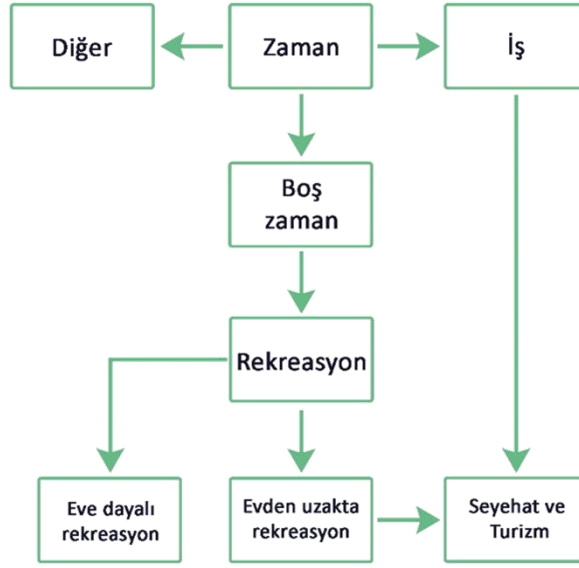 Diğer
Zaman
İş
Boş
zaman
Rekreasyon
Eve dayalı
rekreasyon
Evden uzakta
rekreasyon
Seyehat ve
Turizm